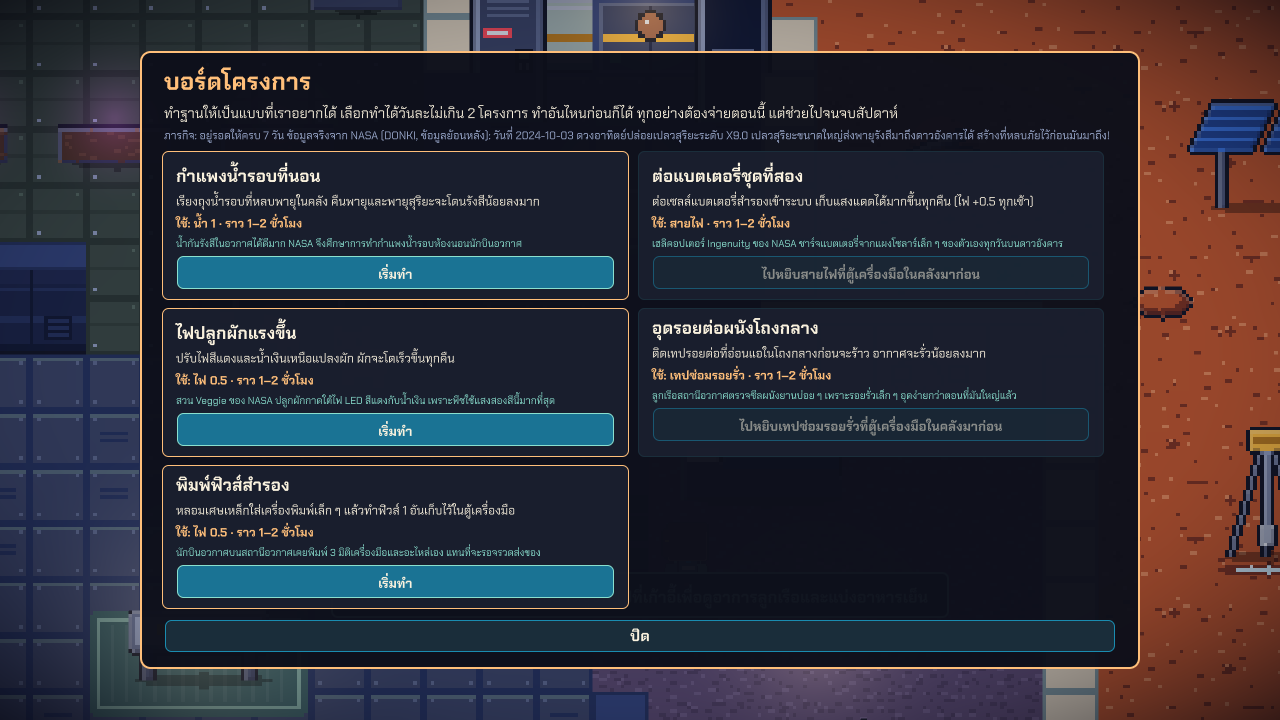 บอร์ดโครงการ
ทำฐานให้เป็นแบบที่เราอยากได้ เลือกทำได้วันละไม่เกิน 2 โครงการ ทำอันไหนก่อนก็ได้ ทุกอย่างต้องจ่ายตอนนี้ แต่ช่วยไปจนจบสัปดาห์
ภารกิจ: อยู่รอดให้ครบ 7 วัน ข้อมูลจริงจาก NASA (DONKI, ข้อมูลย้อนหลัง): วันที่ 2024-10-03 ดวงอาทิตย์ปล่อยเปลวสุริยะระดับ X9.0 เปลวสุริยะขนาดใหญ่ส่งพายุรังสีมาถึงดาวอังคารได้ สร้างที่หลบภัยไว้ก่อนมันมาถึง!
กำแพงน้ำรอบที่นอน
เรียงถุงน้ำรอบที่หลบพายุในคลัง คืนพายุและพายุสุริยะจะโดนรังสีน้อยลงมาก
ใช้: น้ำ 1 · ราว 1–2 ชั่วโมง
น้ำกันรังสีในอวกาศได้ดีมาก NASA จึงศึกษาการทำกำแพงน้ำรอบห้องนอนนักบินอวกาศ
เริ่มทำ
ต่อแบตเตอรี่ชุดที่สอง
ต่อเซลล์แบตเตอรี่สำรองเข้าระบบ เก็บแสงแดดได้มากขึ้นทุกคืน (ไฟ +0.5 ทุกเช้า)
ใช้: สายไฟ · ราว 1–2 ชั่วโมง
เฮลิคอปเตอร์ Ingenuity ของ NASA ชาร์จแบตเตอรี่จากแผงโซลาร์เล็ก ๆ ของตัวเองทุกวันบนดาวอังคาร
ไปหยิบสายไฟที่ตู้เครื่องมือในคลังมาก่อน
ไฟปลูกผักแรงขึ้น
ปรับไฟสีแดงและน้ำเงินเหนือแปลงผัก ผักจะโตเร็วขึ้นทุกคืน
ใช้: ไฟ 0.5 · ราว 1–2 ชั่วโมง
สวน Veggie ของ NASA ปลูกผักกาดใต้ไฟ LED สีแดงกับน้ำเงิน เพราะพืชใช้แสงสองสีนี้มากที่สุด
เริ่มทำ
อุดรอยต่อผนังโถงกลาง
ติดเทปรอยต่อที่อ่อนแอในโถงกลางก่อนจะร้าว อากาศจะรั่วน้อยลงมาก
ใช้: เทปซ่อมรอยรั่ว · ราว 1–2 ชั่วโมง
ลูกเรือสถานีอวกาศตรวจซีลผนังยานบ่อย ๆ เพราะรอยรั่วเล็ก ๆ อุดง่ายกว่าตอนที่มันใหญ่แล้ว
ไปหยิบเทปซ่อมรอยรั่วที่ตู้เครื่องมือในคลังมาก่อน
พิมพ์ฟิวส์สำรอง
หลอมเศษเหล็กใส่เครื่องพิมพ์เล็ก ๆ แล้วทำฟิวส์ 1 อันเก็บไว้ในตู้เครื่องมือ
ใช้: ไฟ 0.5 · ราว 1–2 ชั่วโมง
นักบินอวกาศบนสถานีอวกาศเคยพิมพ์ 3 มิติเครื่องมือและอะไหล่เอง แทนที่จะรอจรวดส่งของ
เริ่มทำ
ปิด